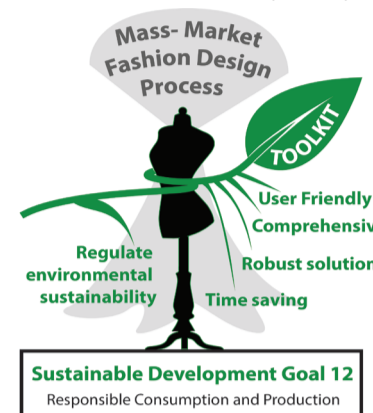 Mass- Market
Fashion Design
Process
TOOLKIT
User Friendly
Comprehensiv
Robust solution
Time saving
Regulate
environmental
sustainability
Sustainable Development Goal 12
Responsible Consumption and Production